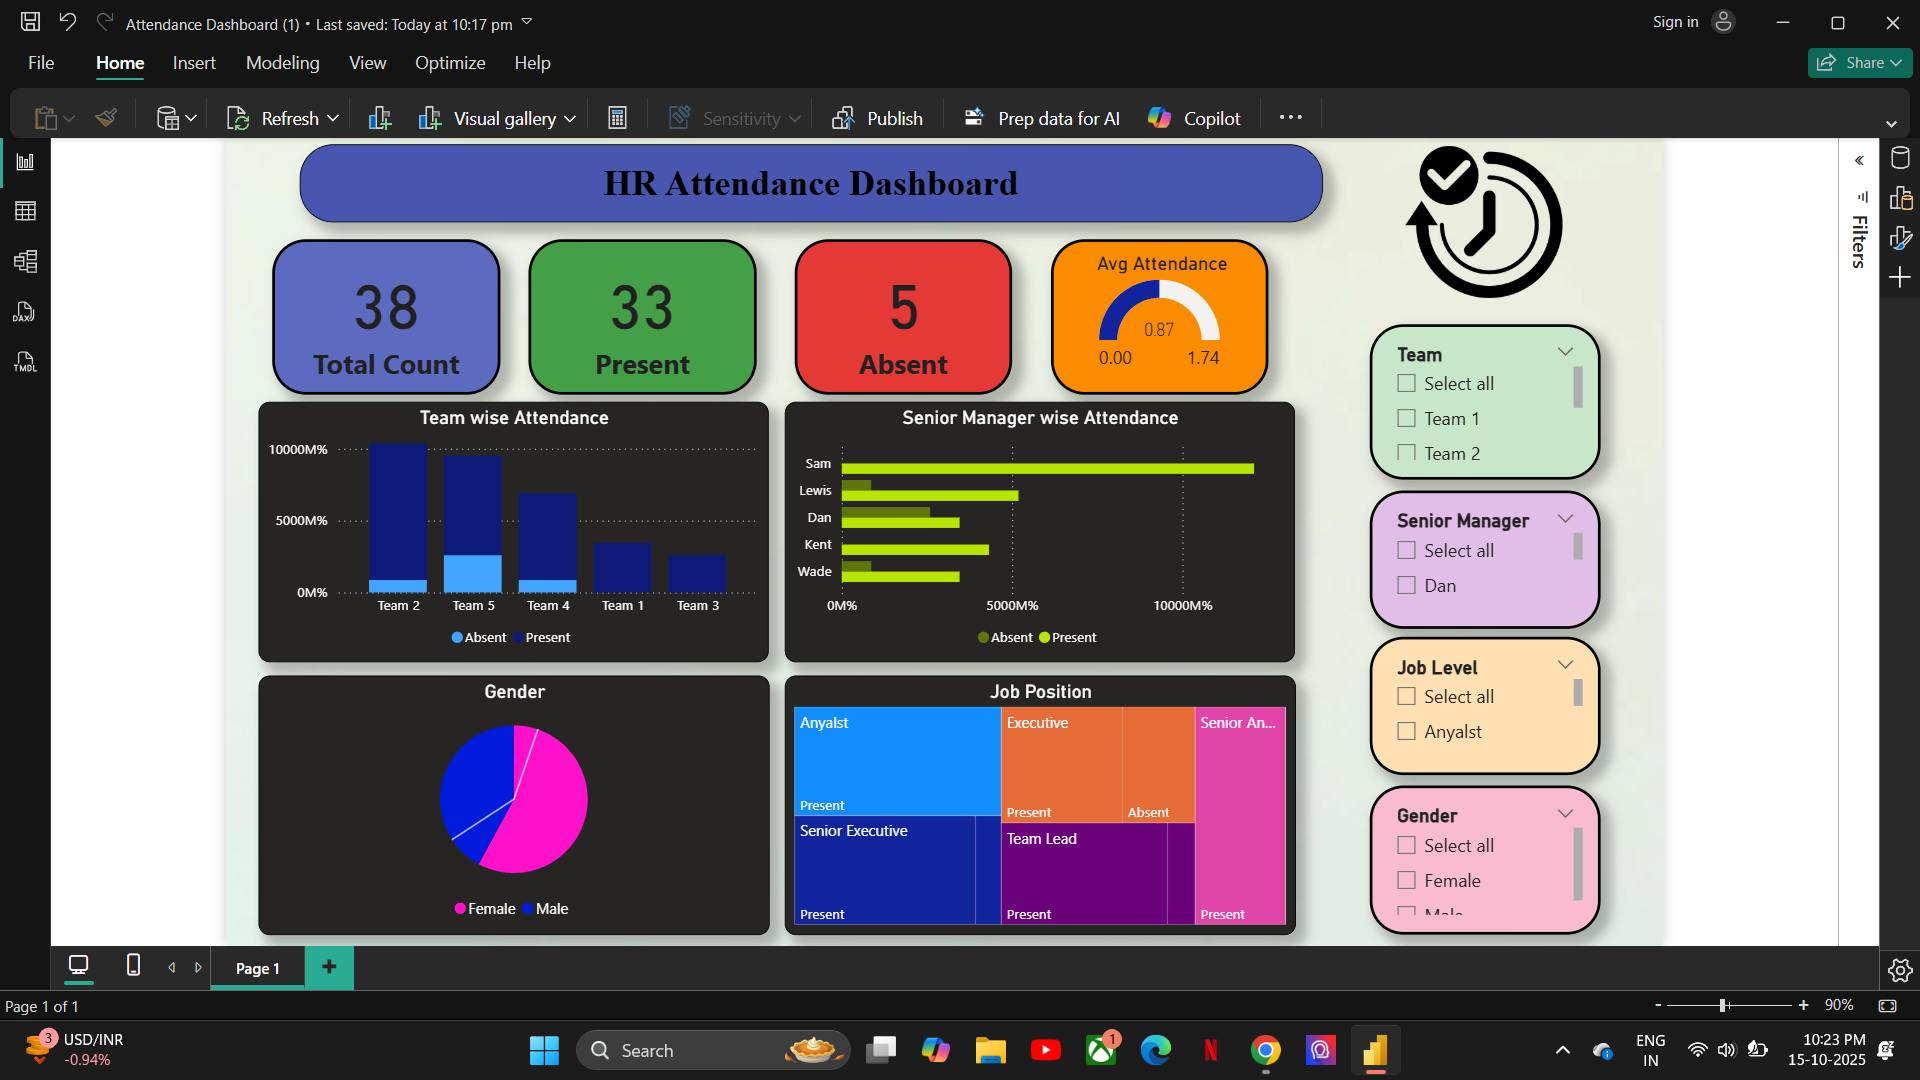 Attendance Dashboard (1) • Last saved: Today at 10:17 pm
Sign in
File Home Insert Modeling View Optimize Help
Share
Refresh
Visual gallery
Sensitivity
Publish
Prep data for AI
Copilot
DAX
TMDL
HR Attendance Dashboard
38
Total Count
33
Present
5
Absent
Avg Attendance
0.87
0.00 1.74
Team wise Attendance
10000M%
5000M%
0M%
Team 2 Team 5 Team 4 Team 1 Team 3
Absent Present
Senior Manager wise Attendance
Sam
Lewis
Dan
Kent
Wade
0M% 5000M% 10000M%
Absent Present
Gender
Female Male
Job Position
Anyalst
Present
Senior Executive
Present
Executive
Present
Absent
Team Lead
Present
Senior An...
Present
Team
Select all
Team 1
Team 2
Senior Manager
Select all
Dan
Job Level
Select all
Anyalst
Gender
Select all
Female
Male
Filters
Page 1
Page 1 of 1
- + 90%
3
USD/INR
-0.94%
Search
1
ENG
IN
10:23 PM
15-10-2025